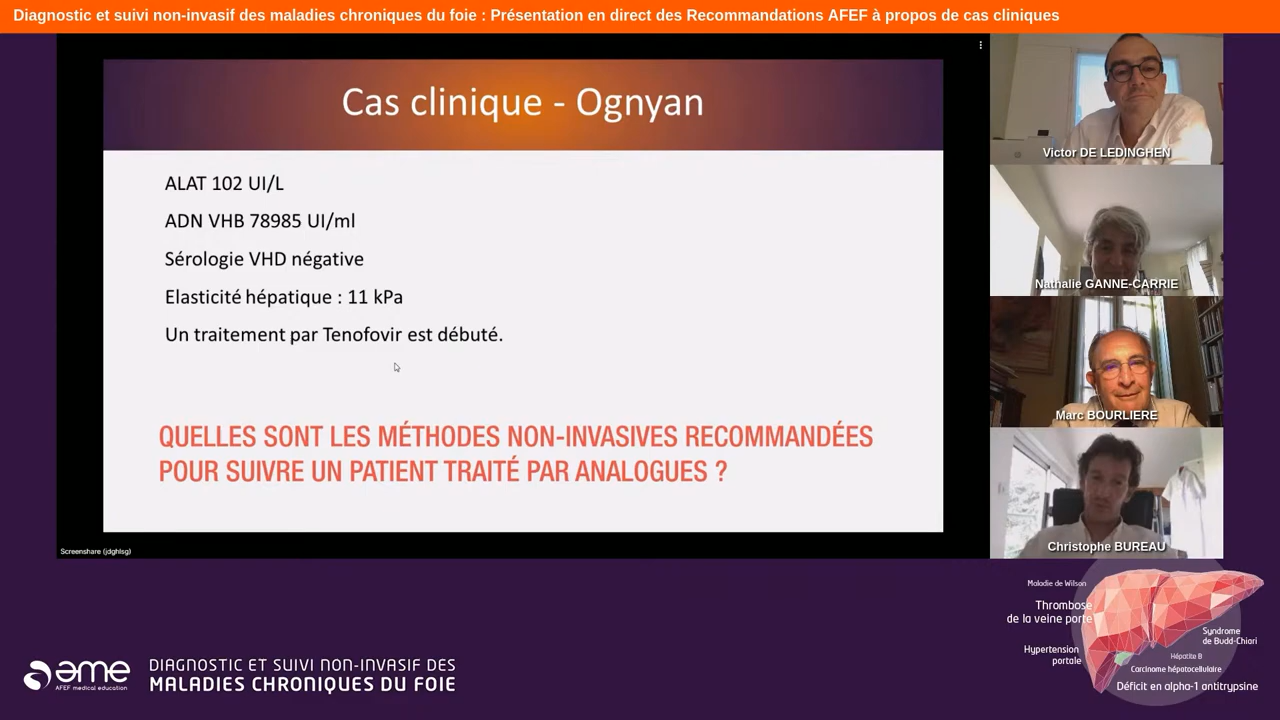 Diagnostic et suivi non-invasif des maladies chroniques du foie : Présentation en direct des Recommandations AFEF à propos de cas cliniques
Cas clinique - Ognyan
ALAT 102 UI/L
ADN VHB 78985 UI/ml
Sérologie VHD négative
Elasticité hépatique : 11 kPa
Un traitement par Tenofovir est débuté.
QUELLES SONT LES MÉTHODES NON-INVASIVES RECOMMANDÉES
POUR SUIVRE UN PATIENT TRAITÉ PAR ANALOGUES ?
Screenshare (jdghlsg)
Victor DE LEDINGHEN
Nathalie GANNE-CARRIE
Marc BOURLIERE
Christophe BUREAU
Maladie de Wilson
Thrombose
de la veine porte
Syndrome
de Budd-Chiari
Hypertension
portale
Hépatite B
Carcinome hépatocellulaire
Déficit en alpha-1 antitrypsine
ame
AFEF medical education
DIAGNOSTIC ET SUIVI NON-INVASIF DES
MALADIES CHRONIQUES DU FOIE